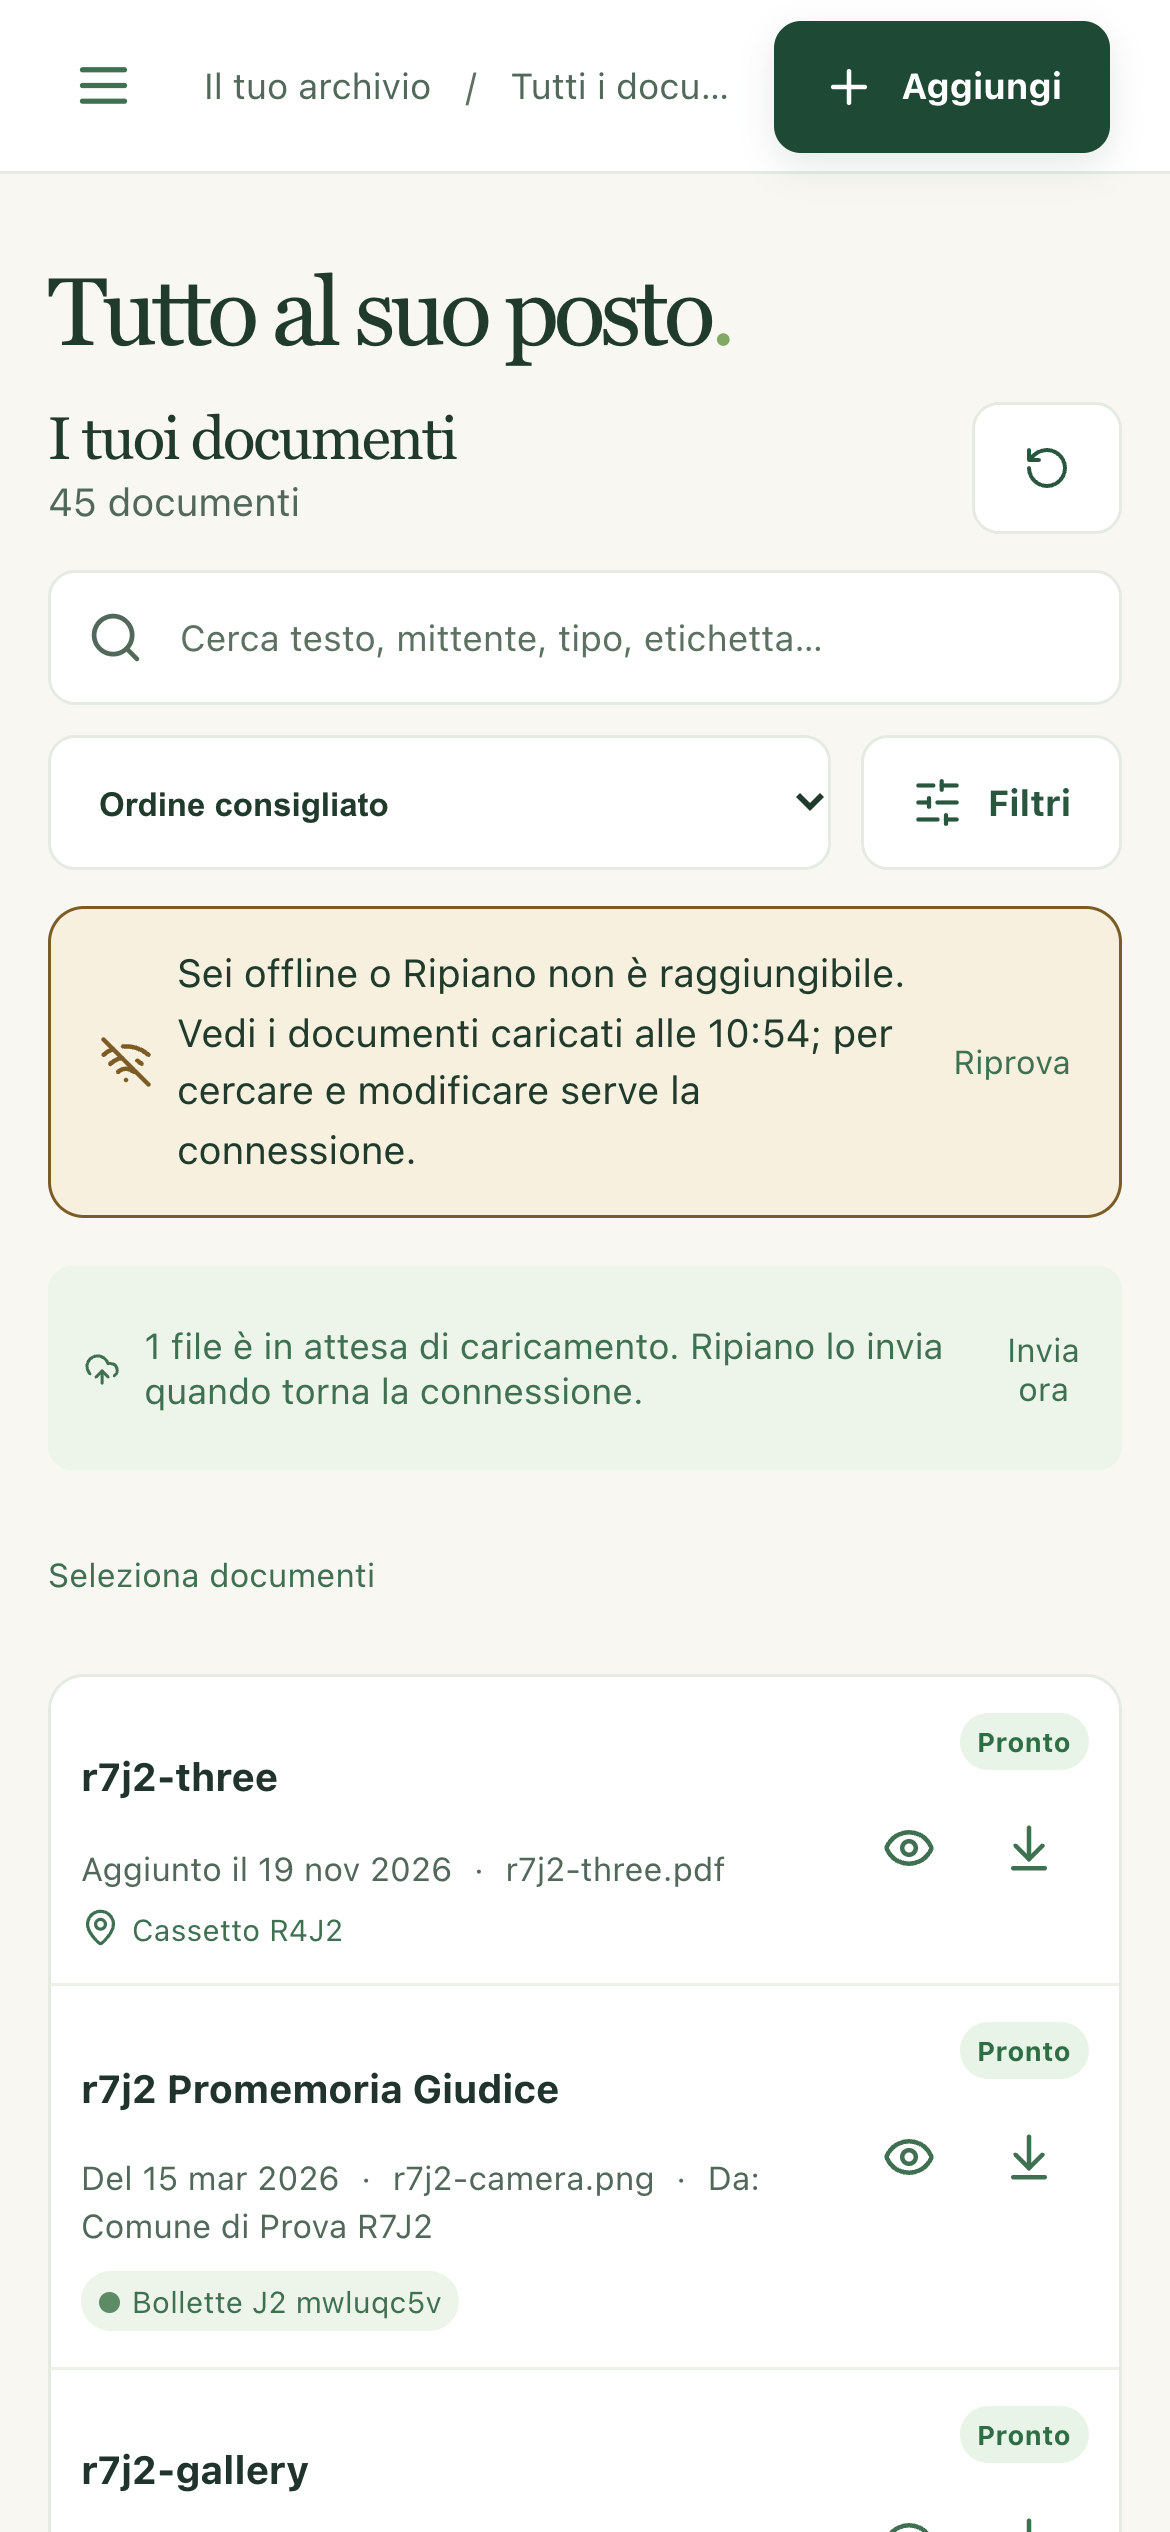 Il tuo archivio / Tutti i docu...
Aggiungi
Tutto al suo posto.
I tuoi documenti
45 documenti
Cerca testo, mittente, tipo, etichetta...
Ordine consigliato
Filtri
Sei offline o Ripiano non è raggiungibile.
Vedi i documenti caricati alle 10:54; per
cercare e modificare serve la
connessione.
Riprova
1 file è in attesa di caricamento. Ripiano lo invia
quando torna la connessione.
Invia
ora
Seleziona documenti
Pronto
r7j2-three
Aggiunto il 19 nov 2026 · r7j2-three.pdf
Cassetto R4J2
Pronto
r7j2 Promemoria Giudice
Del 15 mar 2026 · r7j2-camera.png · Da:
Comune di Prova R7J2
Bollette J2 mwluqc5v
Pronto
r7j2-gallery